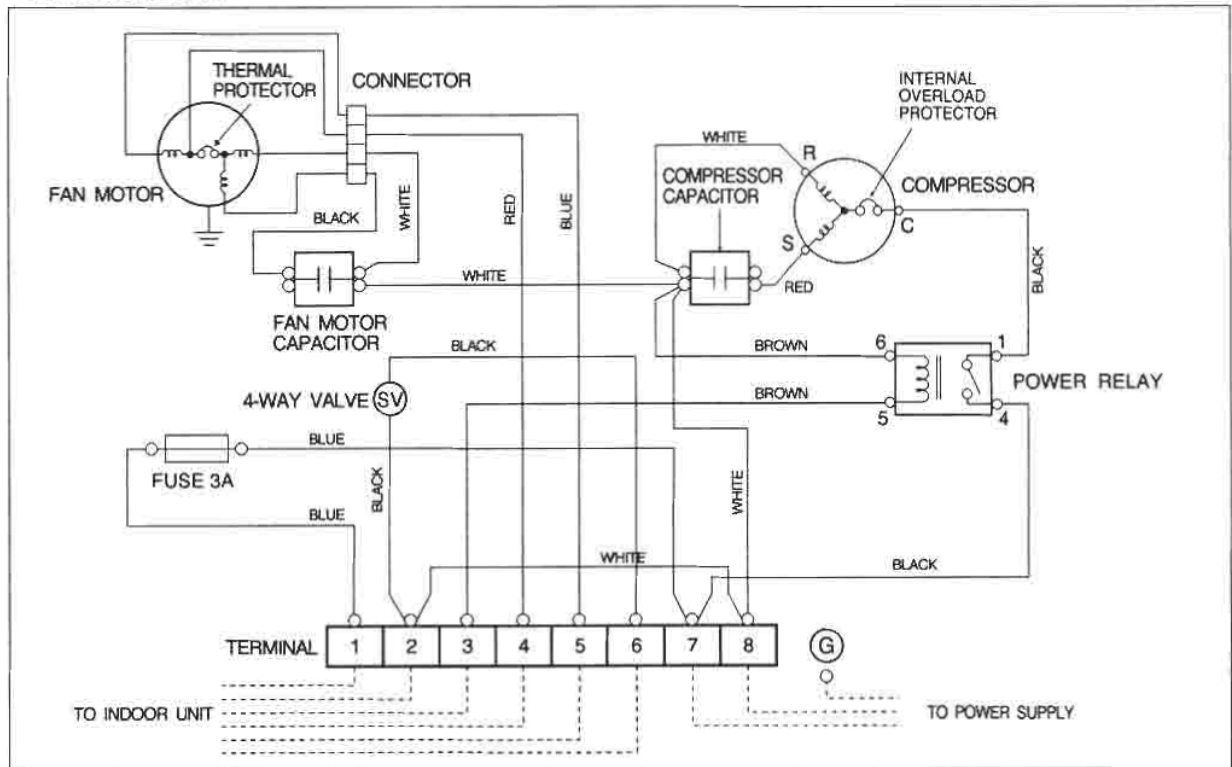 THERMAL
PROTECTOR
CONNECTOR
INTERNAL
OVERLOAD
PROTECTOR
WHITE
R
COMPRESSOR
CAPACITOR
COMPRESSOR
FAN MOTOR
BLACK
WHITE
RED
BLUE
S
C
WHITE
RED
BLACK
FAN MOTOR
CAPACITOR
BLACK
BROWN
6
1
4-WAY VALVE
SV
BROWN
POWER RELAY
5
4
BLUE
FUSE 3A
BLACK
WHITE
BLUE
WHITE
BLACK
TERMINAL
1
2
3
4
5
6
7
8
G
TO INDOOR UNIT
TO POWER SUPPLY